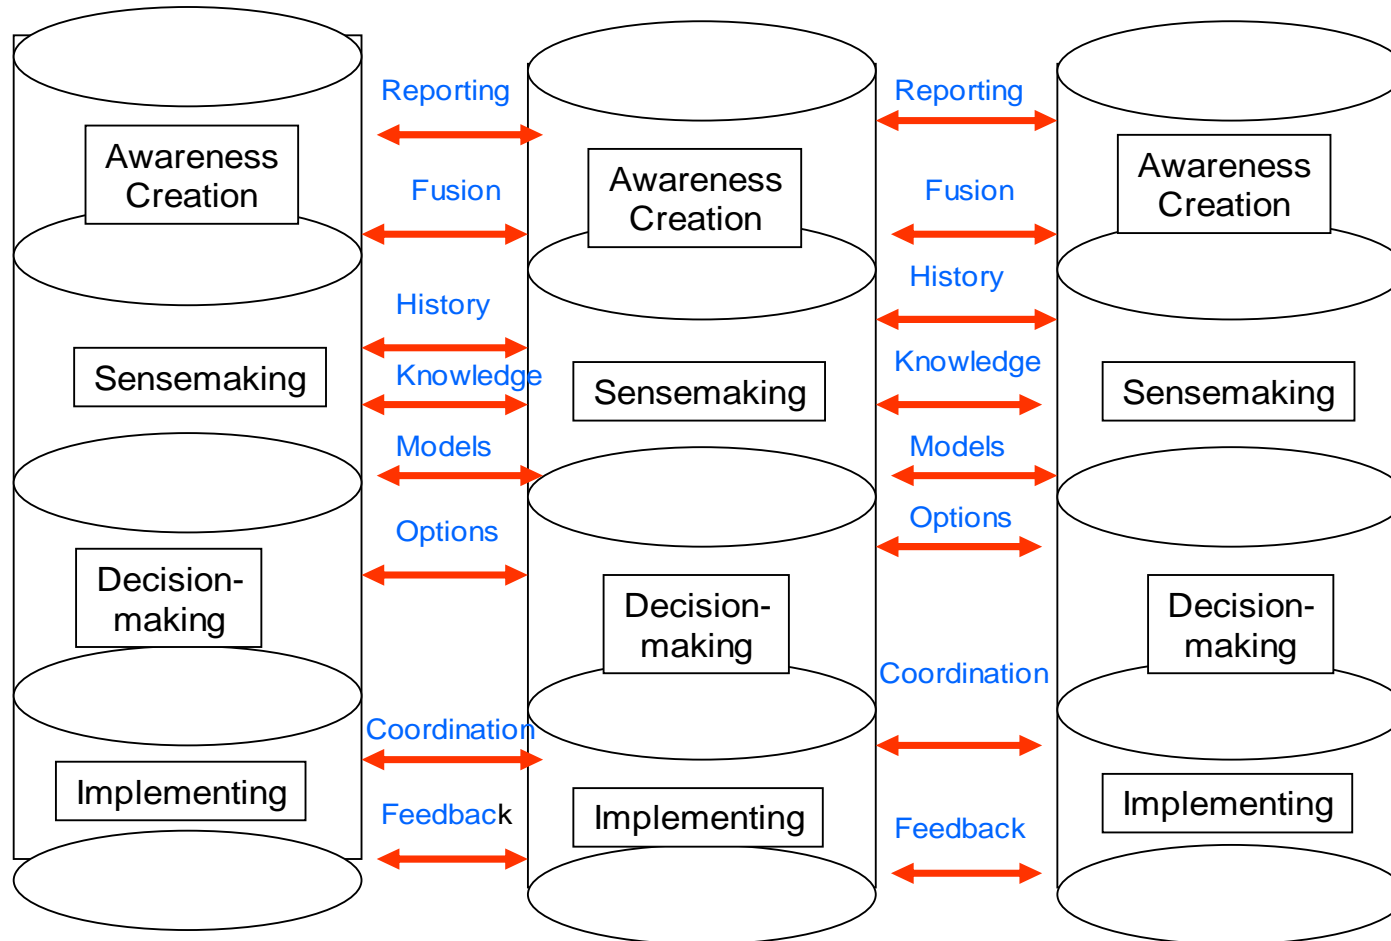 Reporting
Reporting
Awareness
Creation
Awareness
Creation
Awareness
Creation
Fusion
Fusion
History
History
Knowledge
Knowledge
Sensemaking
Sensemaking
Sensemaking
Models
Models
Options
Options
Decision-
making
Decision-
making
Decision-
making
Coordination
Coordination
Implementing
Implementing
Implementing
Feedback
Feedback